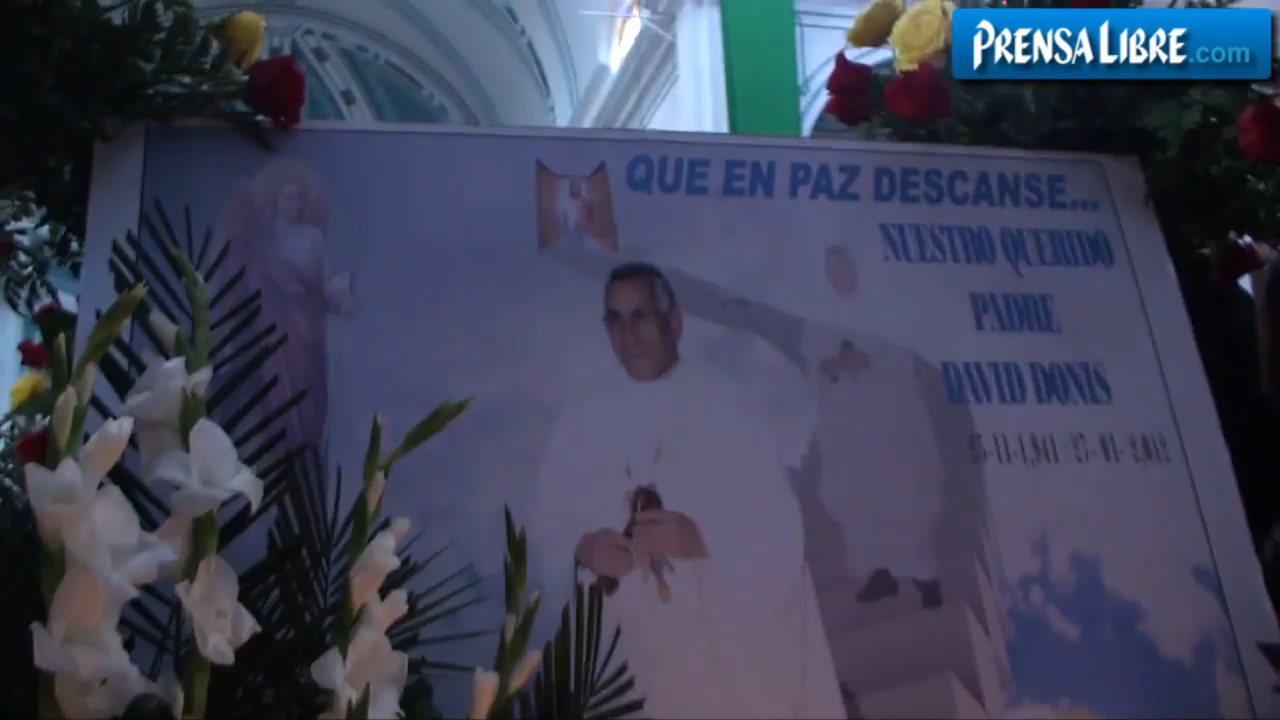 PRENSA LIBRE.com
QUE EN PAZ DESCANSE...
NUESTRO QUERIDO
PADRE
DAVID DONIS